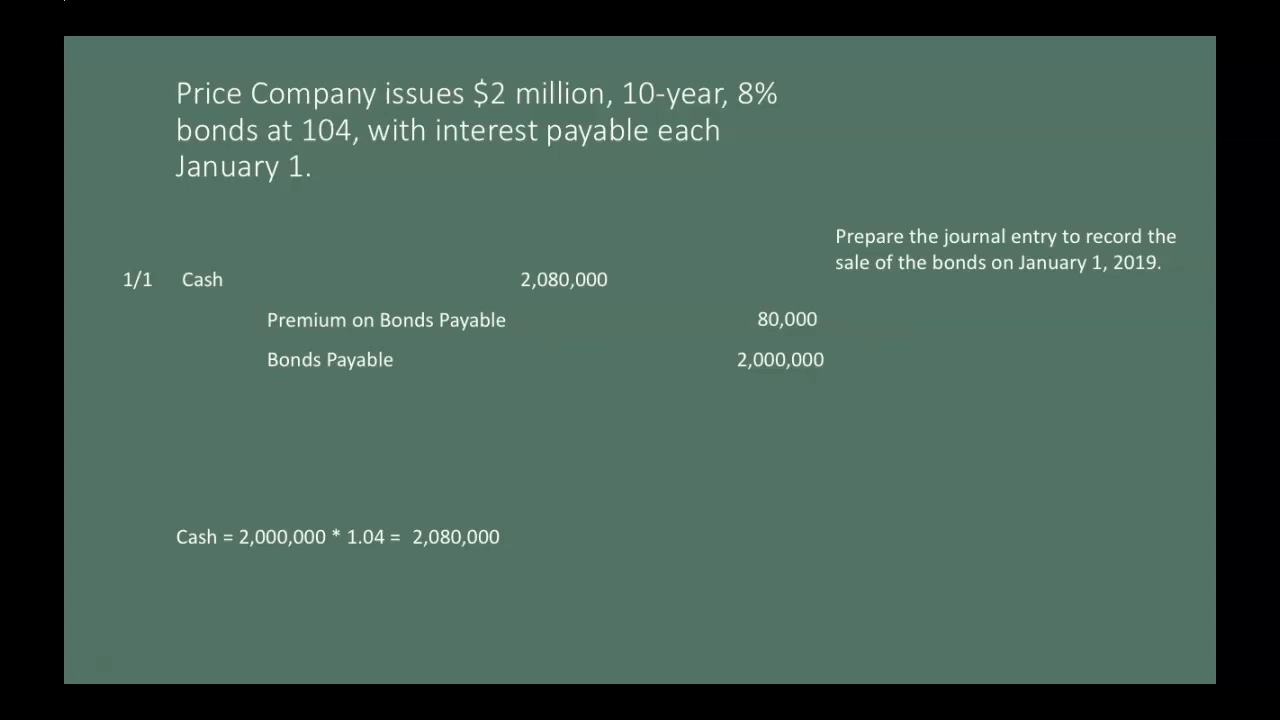 Price Company issues $2 million, 10-year, 8%
bonds at 104, with interest payable each
January 1.
Prepare the journal entry to record the
sale of the bonds on January 1, 2019.
1/1 Cash 2,080,000
Premium on Bonds Payable 80,000
Bonds Payable 2,000,000
Cash = 2,000,000 * 1.04 = 2,080,000